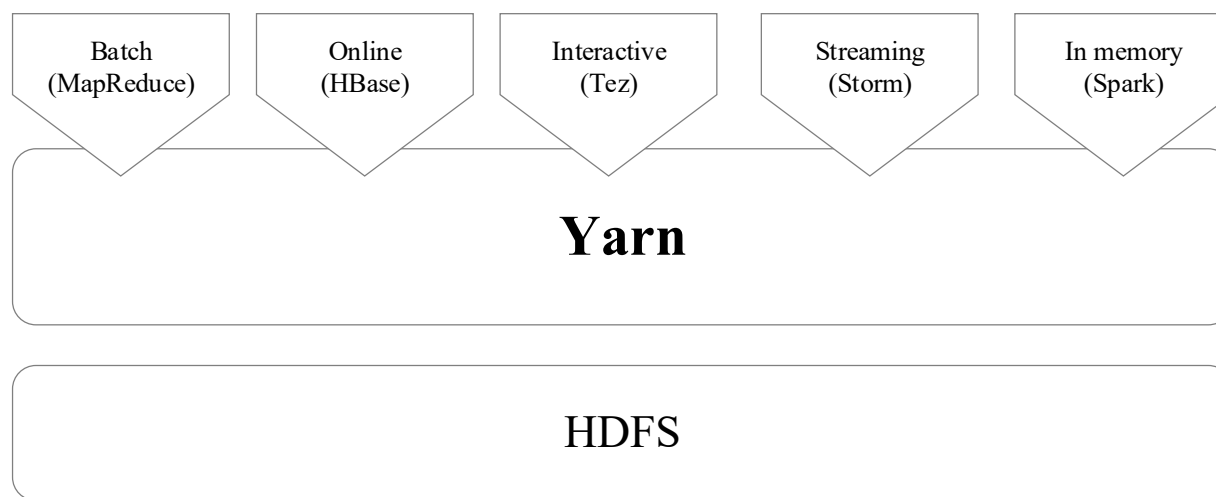 Batch
(MapReduce)
Online
(HBase)
Interactive
(Tez)
Streaming
(Storm)
In memory
(Spark)
Yarn
HDFS